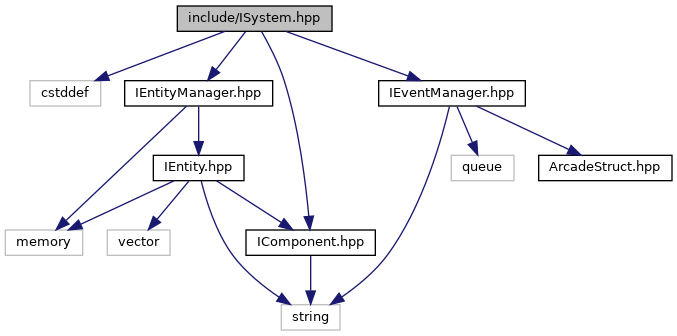 include/ISystem.hpp
cstddef
IEntityManager.hpp
IEventManager.hpp
IEntity.hpp
queue
ArcadeStruct.hpp
memory
vector
IComponent.hpp
string